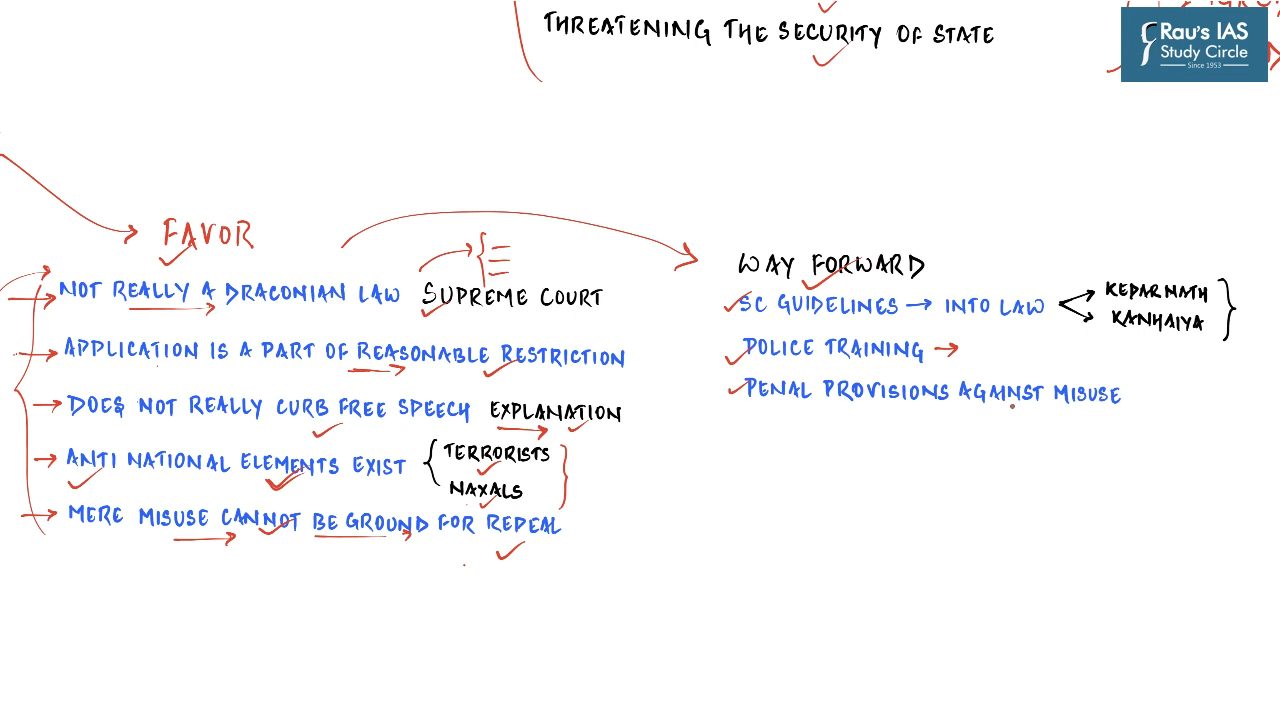 THREATENING THE SECURITY OF STATE
Rau's IAS
Study Circle
Since 1953
FAVOR
NOT REALLY A DRACONIAN LAW SUPREME COURT
APPLICATION IS A PART OF REASONABLE RESTRICTION
DOES NOT REALLY CURB FREE SPEECH EXPLANATION
ANTI NATIONAL ELEMENTS EXIST
TERRORISTS
NAXALS
MERE MISUSE CANNOT BE GROUND FOR REPEAL
WAY FORWARD
SC GUIDELINES → INTO LAW
KEDARNATH
KANHAIYA
POLICE TRAINING →
PENAL PROVISIONS AGAINST MISUSE